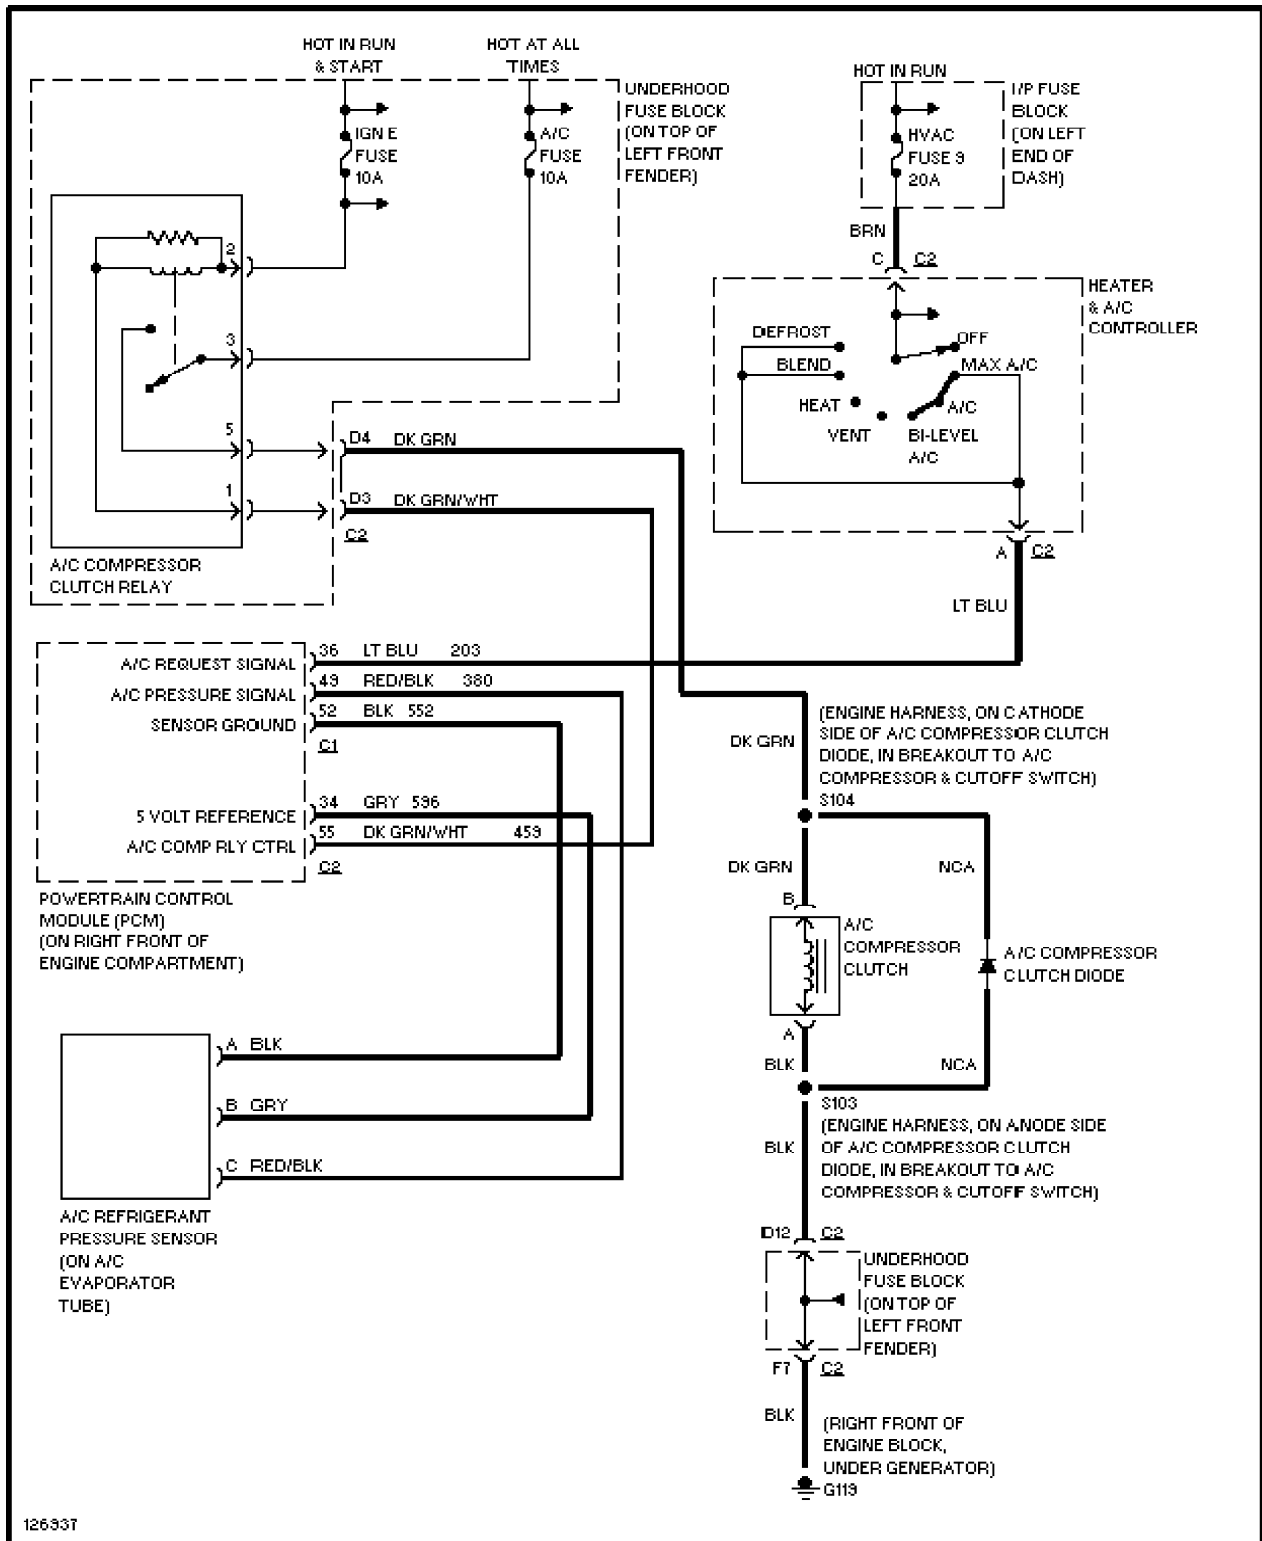 HOT IN RUN
& START
HOT AT ALL
TIMES
UNDERHOOD
FUSE BLOCK
(ON TOP OF
LEFT FRONT
FENDER)
IGN E
FUSE
10A
A/C
FUSE
10A
HOT IN RUN
I/P FUSE
BLOCK
(ON LEFT
END OF
DASH)
HVAC
FUSE 9
20A
BRN
C C2
2
3
5
1
A/C COMPRESSOR
CLUTCH RELAY
D4 DK GRN
D3 DK GRN/WHT
C2
HEATER
& A/C
CONTROLLER
DEFROST
BLEND
HEAT
VENT
OFF
MAX A/C
A/C
BI-LEVEL
A/C
A C2
LT BLU
A/C REQUEST SIGNAL 36 LT BLU 203
A/C PRESSURE SIGNAL 49 RED/BLK 380
SENSOR GROUND 52 BLK 552
C1
5 VOLT REFERENCE 34 GRY 596
A/C COMP RLY CTRL 55 DK GRN/WHT 459
C2
POWERTRAIN CONTROL
MODULE (PCM)
(ON RIGHT FRONT OF
ENGINE COMPARTMENT)
DK GRN
(ENGINE HARNESS, ON CATHODE
SIDE OF A/C COMPRESSOR CLUTCH
DIODE, IN BREAKOUT TO A/C
COMPRESSOR & CUTOFF SWITCH)
S104
DK GRN
NCA
B
A/C
COMPRESSOR
CLUTCH
A/C COMPRESSOR
CLUTCH DIODE
A
BLK
NCA
S103
(ENGINE HARNESS, ON ANODE SIDE
OF A/C COMPRESSOR CLUTCH
DIODE, IN BREAKOUT TO A/C
COMPRESSOR & CUTOFF SWITCH)
BLK
A BLK
B GRY
C RED/BLK
A/C REFRIGERANT
PRESSURE SENSOR
(ON A/C
EVAPORATOR
TUBE)
D12 C2
UNDERHOOD
FUSE BLOCK
(ON TOP OF
LEFT FRONT
FENDER)
F7 C2
BLK
(RIGHT FRONT OF
ENGINE BLOCK,
UNDER GENERATOR)
G119
126937